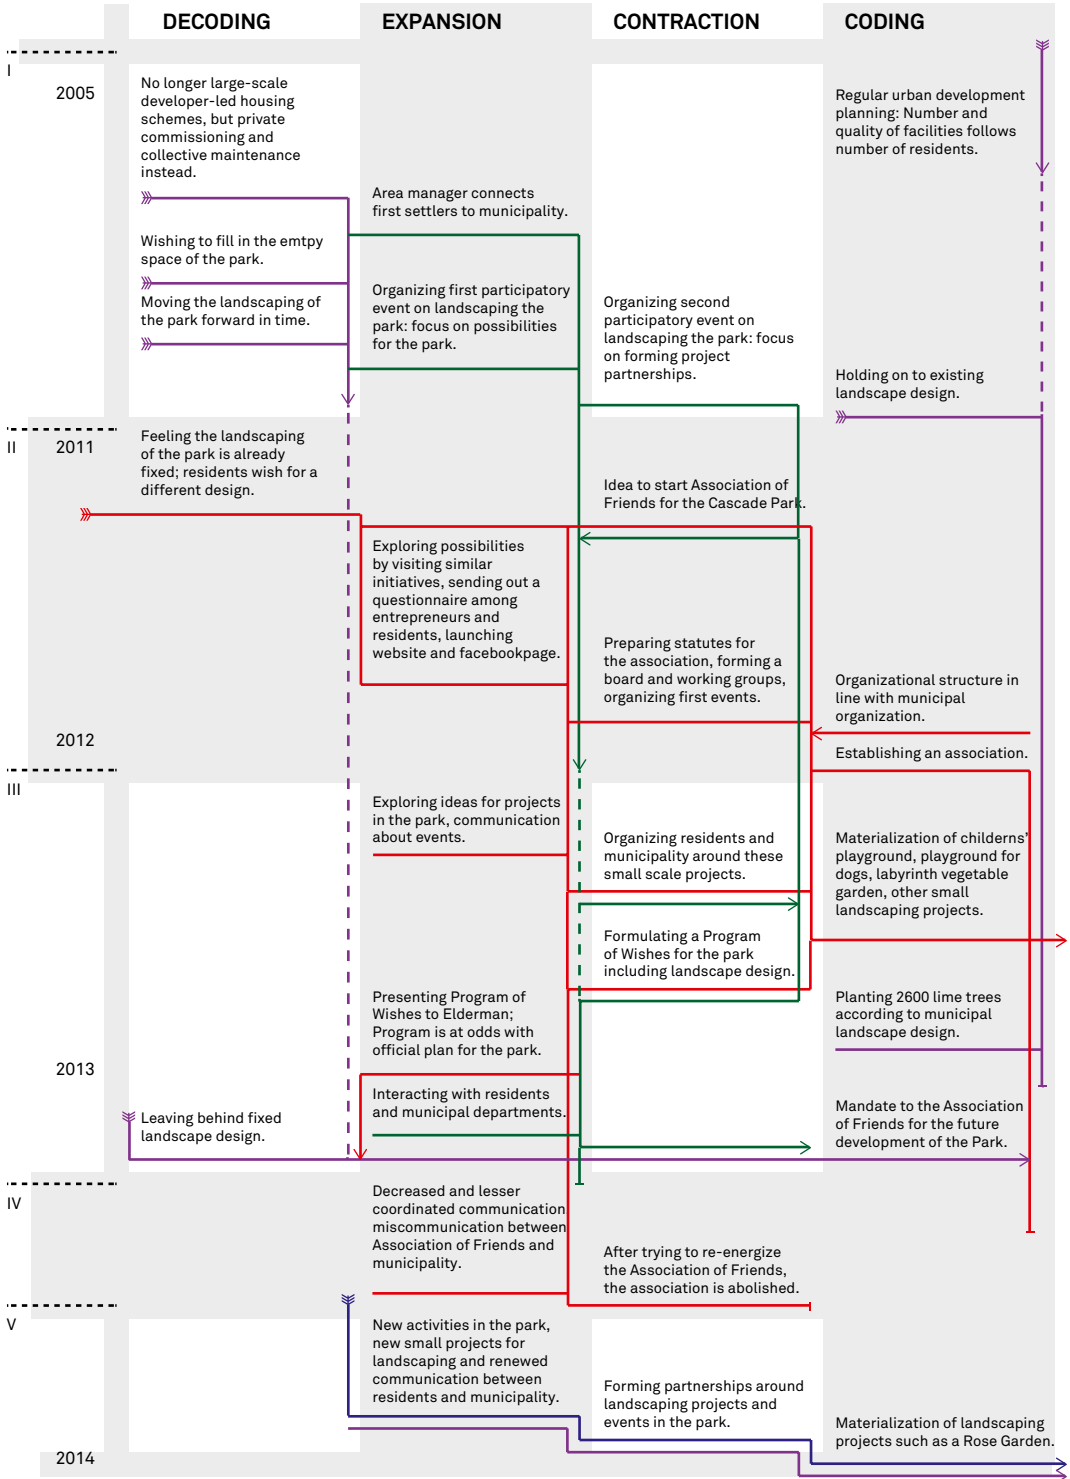 DECODING
EXPANSION
CONTRACTION
CODING
I
2005
No longer large-scale
developer-led housing
schemes, but private
commissioning and
collective maintenance
instead.
Regular urban development
planning: Number and
quality of facilities follows
number of residents.
Area manager connects
first settlers to municipality.
Wishing to fill in the emtpy
space of the park.
Organizing first participatory
event on landscaping the
park: focus on possibilities
for the park.
Moving the landscaping of
the park forward in time.
Organizing second
participatory event on
landscaping the park: focus
on forming project
partnerships.
Holding on to existing
landscape design.
II
2011
Feeling the landscaping
of the park is already
fixed; residents wish for a
different design.
Idea to start Association of
Friends for the Cascade Park.
Exploring possibilities
by visiting similar
initiatives, sending out a
questionnaire among
entrepreneurs and
residents, launching
website and facebookpage.
Preparing statutes for
the association, forming a
board and working groups,
organizing first events.
Organizational structure in
line with municipal
organization.
2012
Establishing an association.
III
Exploring ideas for projects
in the park, communication
about events.
Organizing residents and
municipality around these
small scale projects.
Materialization of childerns'
playground, playground for
dogs, labyrinth vegetable
garden, other small
landscaping projects.
Formulating a Program
of Wishes for the park
including landscape design.
Presenting Program of
Wishes to Elderman;
Program is at odds with
official plan for the park.
Planting 2600 lime trees
according to municipal
landscape design.
2013
Interacting with residents
and municipal departments.
Leaving behind fixed
landscape design.
Mandate to the Association
of Friends for the future
development of the Park.
IV
Decreased and lesser
coordinated communication
miscommunication between
Association of Friends and
municipality.
After trying to re-energize
the Association of Friends,
the association is abolished.
V
New activities in the park,
new small projects for
landscaping and renewed
communication between
residents and municipality.
Forming partnerships around
landscaping projects and
events in the park.
Materialization of landscaping
projects such as a Rose Garden.
2014